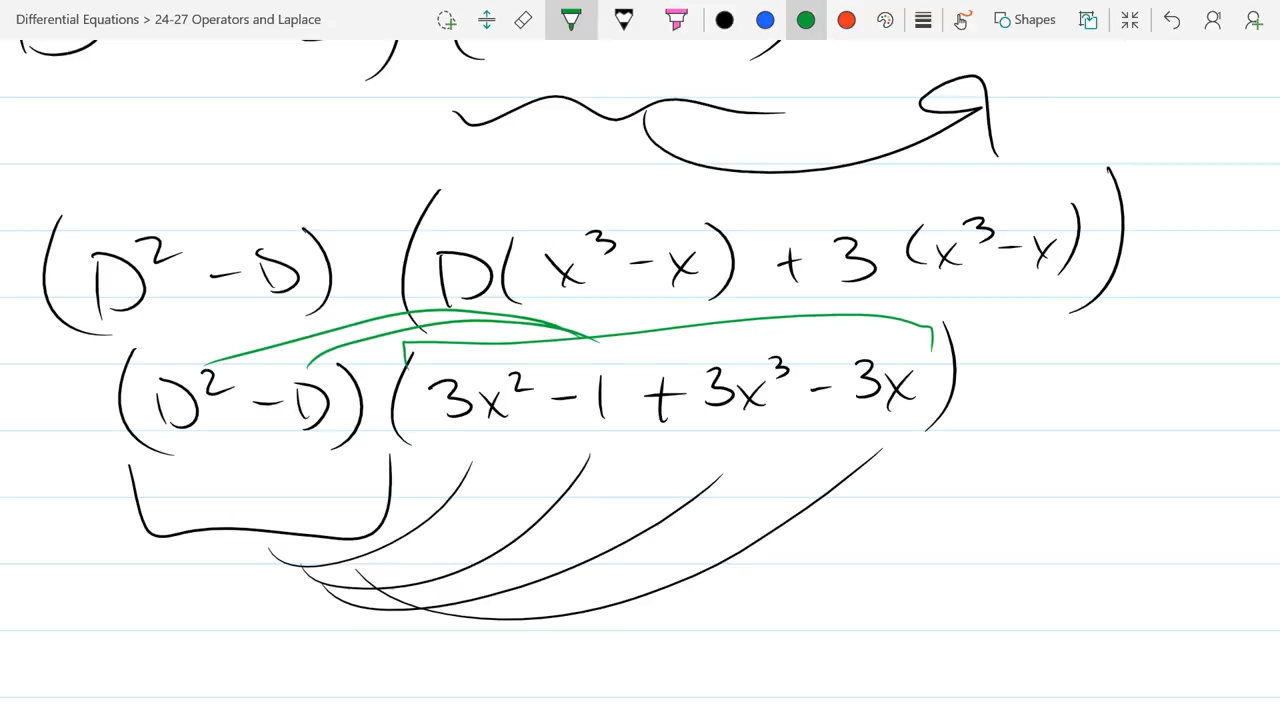 Differential Equations > 24-27 Operators and Laplace
Shapes
(D² - D) (D(x³ - x) + 3(x³ - x))
(D² - D)(3x² - 1 + 3x³ - 3x)